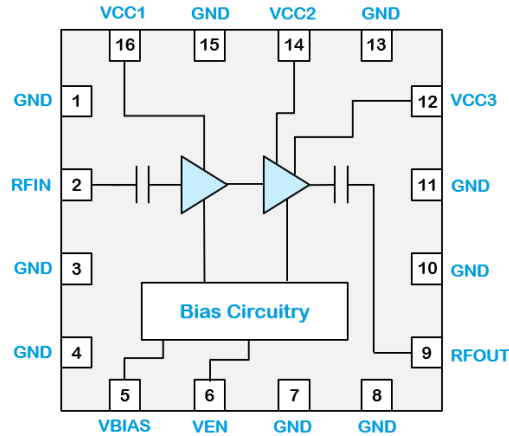 VCC1 GND VCC2 GND
16 15 14 13
GND 1 12 VCC3
RFIN 2 11 GND
GND 3 10 GND
Bias Circuitry
GND 4 9 RFOUT
5 6 7 8
VBIAS VEN GND GND